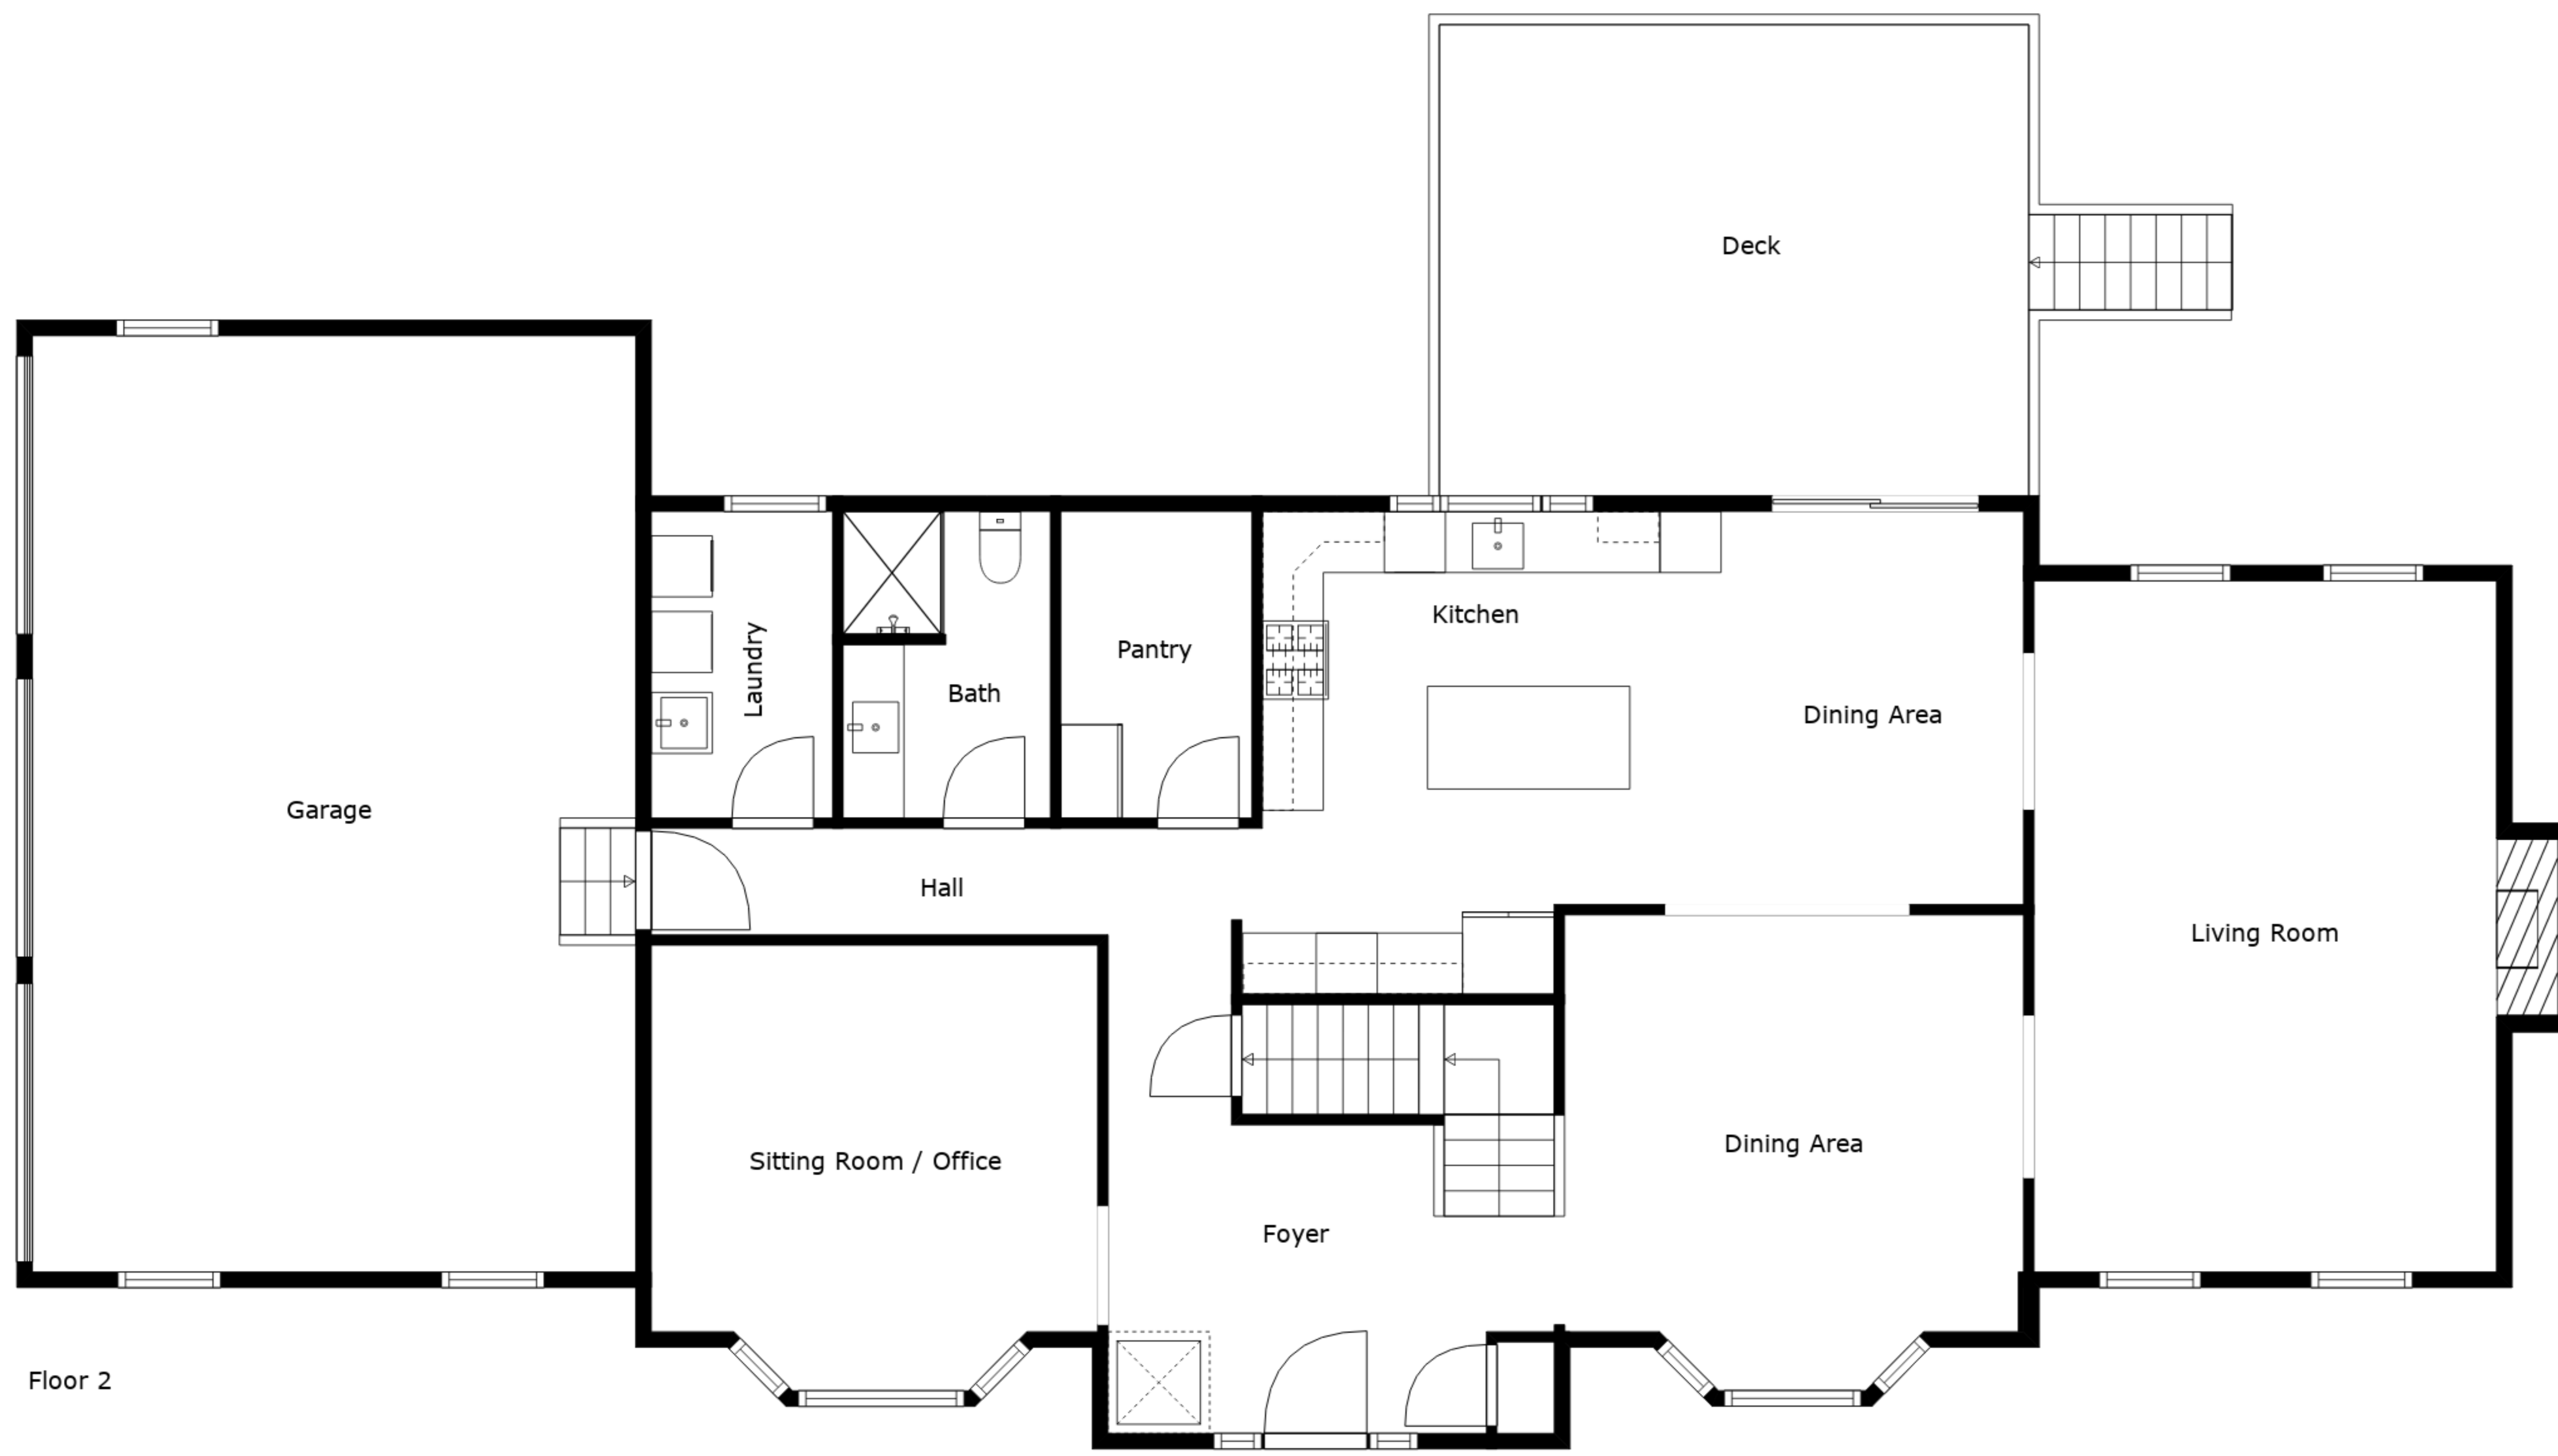 Deck
Kitchen
Laundry
Pantry
Bath
Dining Area
Garage
Hall
Living Room
Dining Area
Sitting Room / Office
Foyer
Floor 2